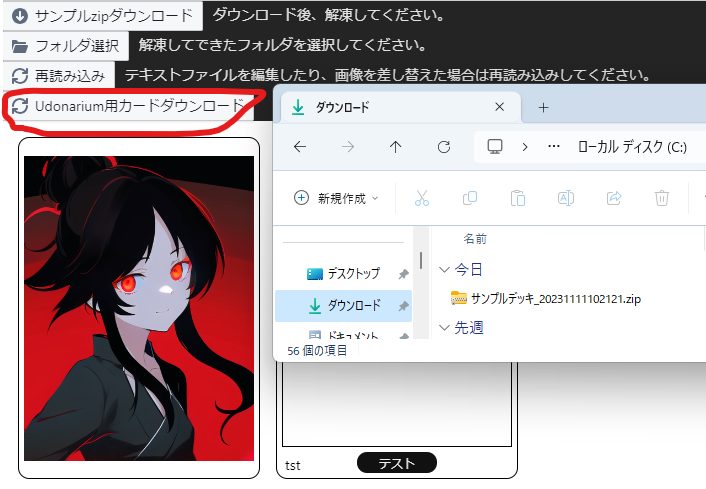 サンプルzipダウンロード ダウンロード後、解凍してください。
フォルダ選択 解凍してできたフォルダを選択してください。
再読み込み テキストファイルを編集したり、画像を差し替えた場合は再読み込みしてください。
Udonarium用カードダウンロード
ダウンロード
ローカル ディスク (C:)
新規作成
名前
今日
デスクトップ
サンプルデッキ_20231111102121.zip
ダウンロード
先週
ドキュメント
56 個の項目
tst
テスト